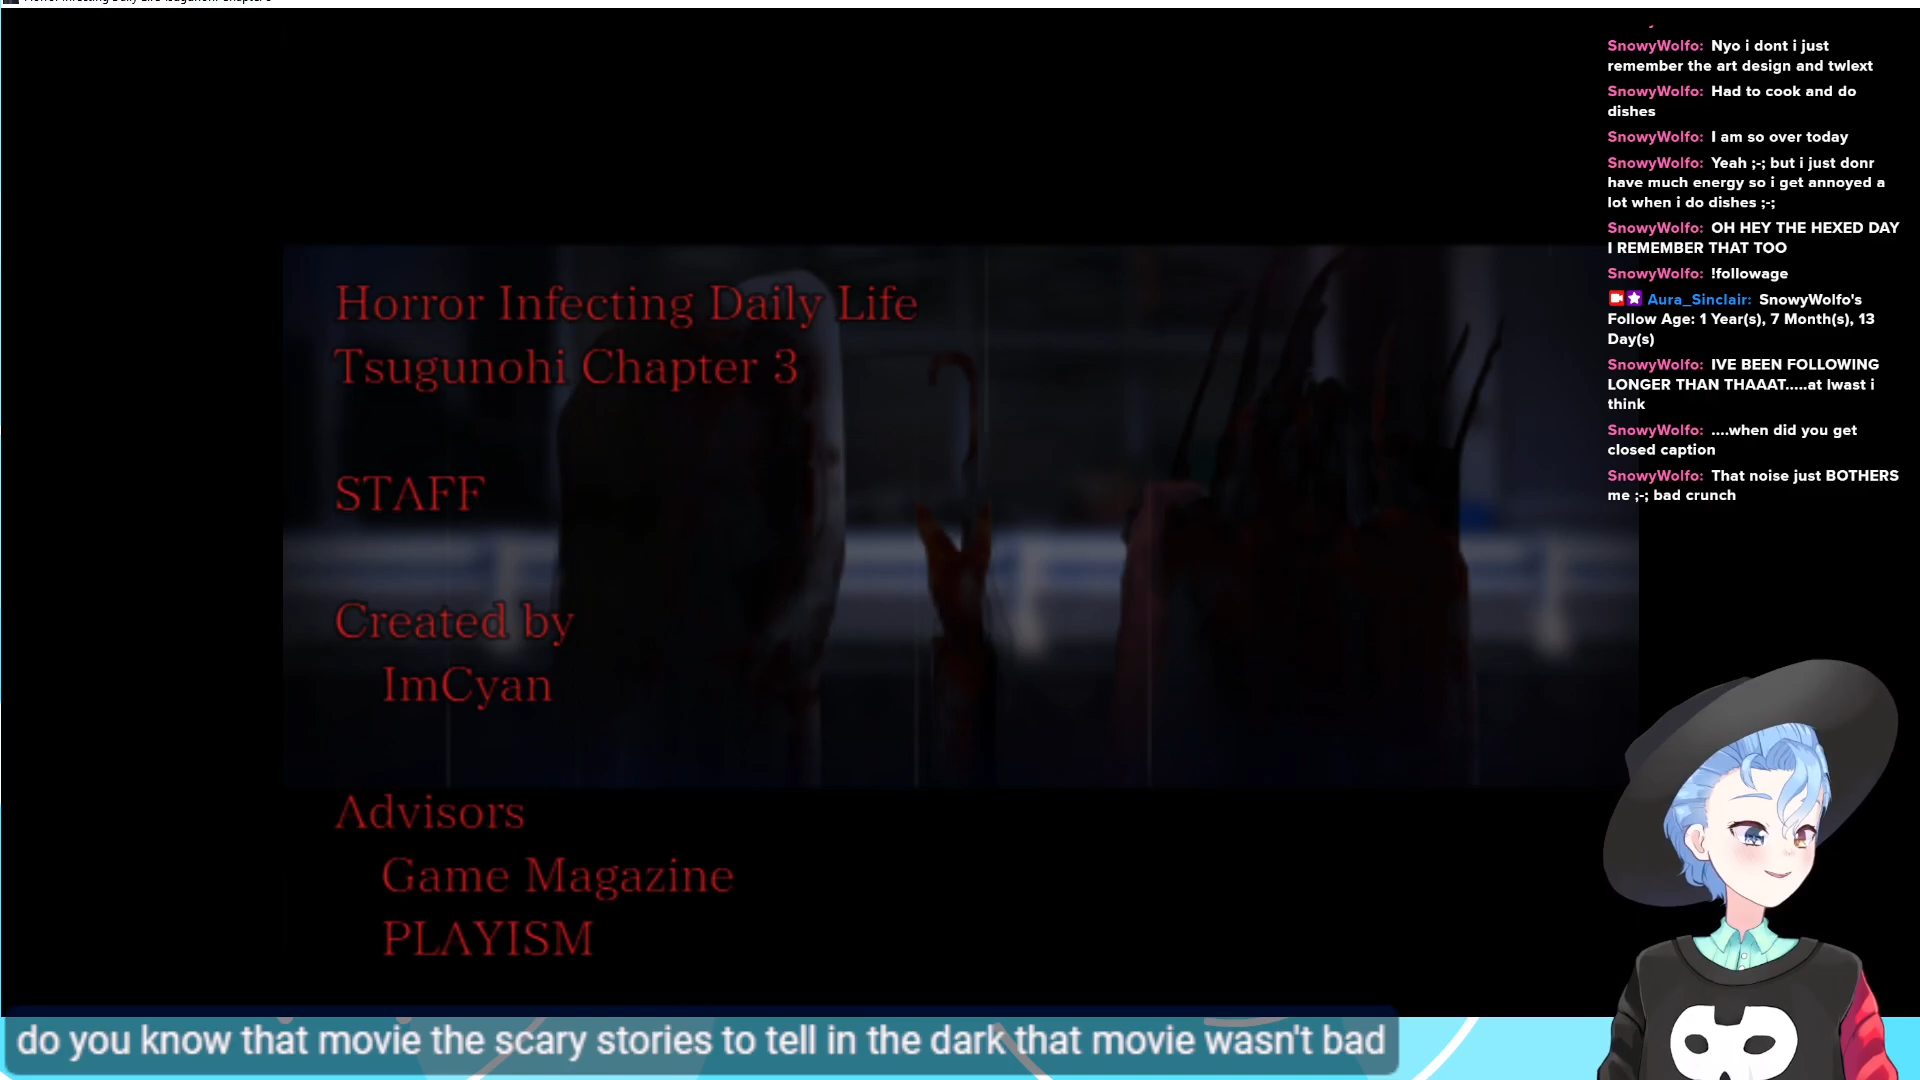 Horror Infecting Daily Life
Tsugunohi Chapter 3
STAFF
Created by
ImCyan
Advisors
Game Magazine
PLAYISM
SnowyWolfo: Nyo i dont i just
remember the art design and twlext
SnowyWolfo: Had to cook and do
dishes
SnowyWolfo: I am so over today
SnowyWolfo: Yeah ;-; but i just donr
have much energy so i get annoyed a
lot when i do dishes ;-;
SnowyWolfo: OH HEY THE HEXED DAY
I REMEMBER THAT TOO
SnowyWolfo: !followage
Aura_Sinclair: SnowyWolfo's
Follow Age: 1 Year(s), 7 Month(s), 13
Day(s)
SnowyWolfo: IVE BEEN FOLLOWING
LONGER THAN THAAAT.....at lwast i
think
SnowyWolfo: ....when did you get
closed caption
SnowyWolfo: That noise just BOTHERS
me ;-; bad crunch
do you know that movie the scary stories to tell in the dark that movie wasn't bad